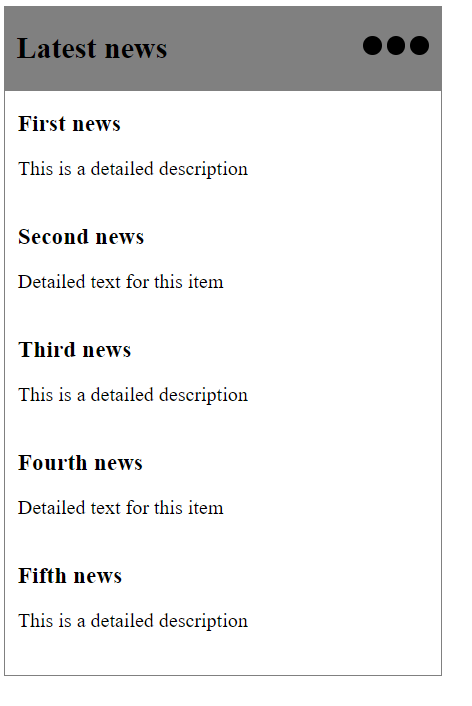 Latest news
First news
This is a detailed description
Second news
Detailed text for this item
Third news
This is a detailed description
Fourth news
Detailed text for this item
Fifth news
This is a detailed description